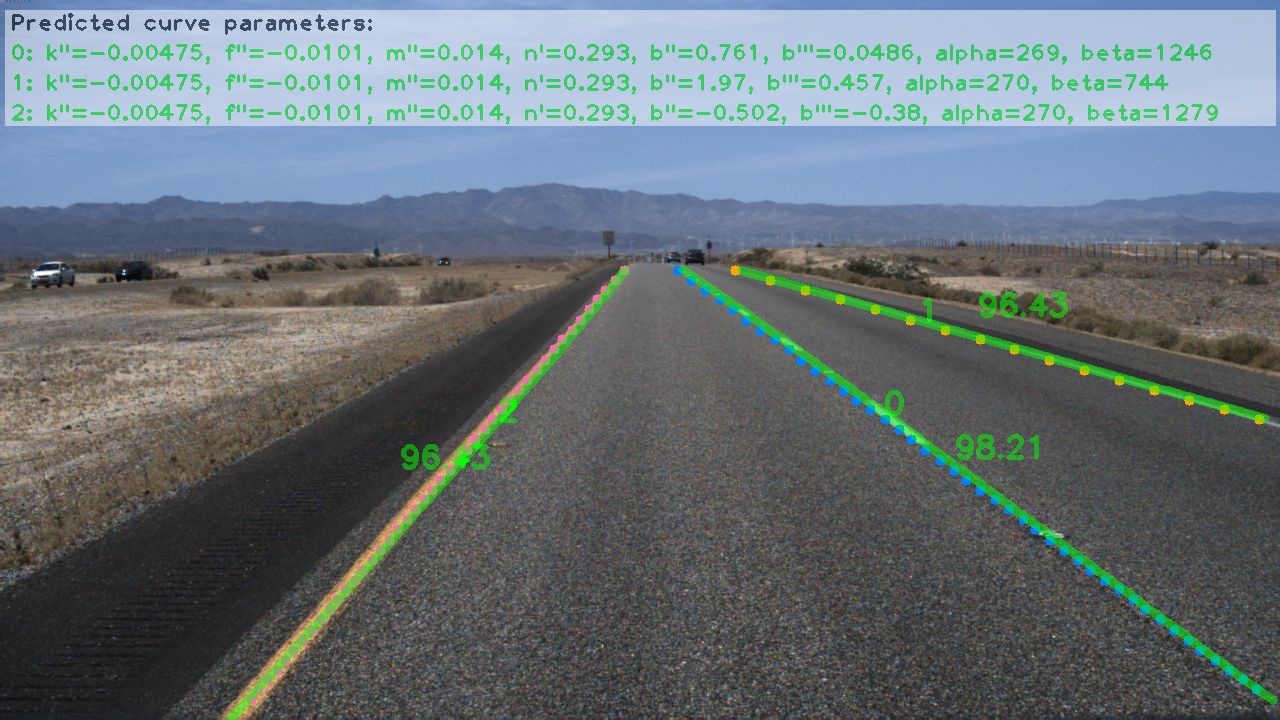 Predicted curve parameters:
0: k''=-0.00475, f''=-0.0101, m''=0.014, n'=0.293, b''=0.761, b'''=0.0486, alpha=269, beta=1246
1: k''=-0.00475, f''=-0.0101, m''=0.014, n'=0.293, b''=1.97, b'''=0.457, alpha=270, beta=744
2: k''=-0.00475, f''=-0.0101, m''=0.014, n'=0.293, b''=-0.502, b'''=-0.38, alpha=270, beta=1279
1 96.43
0
2
98.21
96.43